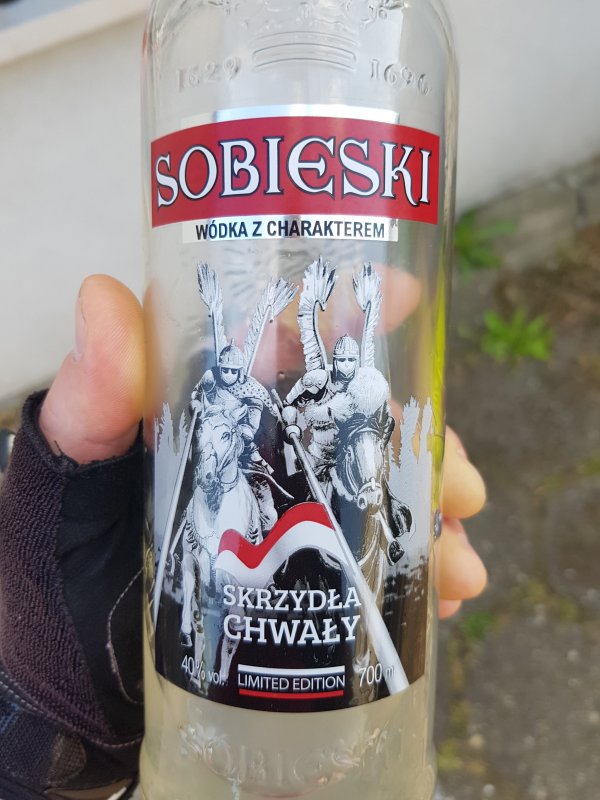 1629 1696
SOBIESKI
WÓDKA Z CHARAKTEREM
SKRZYDŁA
CHWAŁY
40% vol. LIMITED EDITION 700 ml
SOBIESKI